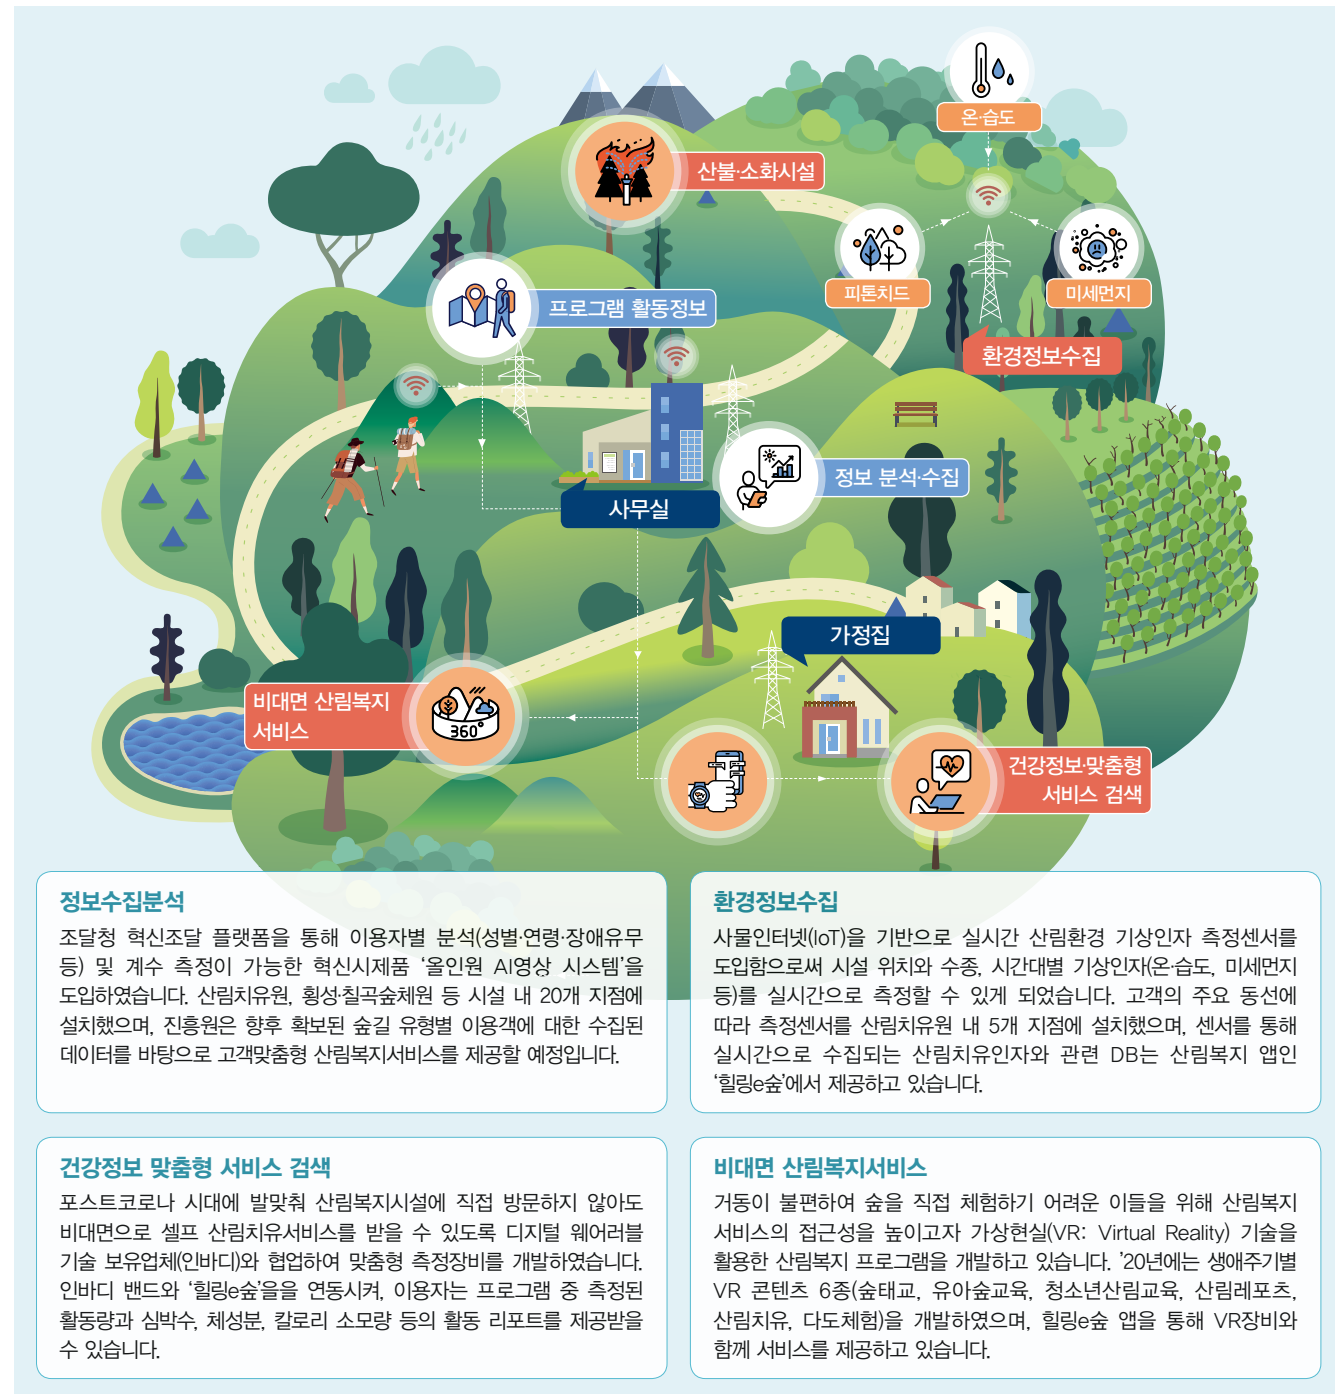 온·습도
산불·소화시설
피톤치드
미세먼지
프로그램 활동정보
환경정보수집
정보 분석·수집
사무실
가정집
비대면 산림복지
서비스
360°
건강정보·맞춤형
서비스 검색
정보수집분석
조달청 혁신조달 플랫폼을 통해 이용자별 분석(성별·연령·장애유무
등) 및 계수 측정이 가능한 혁신시제품 ‘올인원 AI영상 시스템’을
도입하였습니다. 산림치유원, 횡성·칠곡숲체원 등 시설 내 20개 지점에
설치했으며, 진흥원은 향후 확보된 숲길 유형별 이용객에 대한 수집된
데이터를 바탕으로 고객맞춤형 산림복지서비스를 제공할 예정입니다.
환경정보수집
사물인터넷(IoT)을 기반으로 실시간 산림환경 기상인자 측정센서를
도입함으로써 시설 위치와 수종, 시간대별 기상인자(온·습도, 미세먼지
등)를 실시간으로 측정할 수 있게 되었습니다. 고객의 주요 동선에
따라 측정센서를 산림치유원 내 5개 지점에 설치했으며, 센서를 통해
실시간으로 수집되는 산림치유인자와 관련 DB는 산림복지 앱인
‘힐링e숲’에서 제공하고 있습니다.
건강정보 맞춤형 서비스 검색
포스트코로나 시대에 발맞춰 산림복지시설에 직접 방문하지 않아도
비대면으로 셀프 산림치유서비스를 받을 수 있도록 디지털 웨어러블
기술 보유업체(인바디)와 협업하여 맞춤형 측정장비를 개발하였습니다.
인바디 밴드와 ‘힐링e숲’을을 연동시켜, 이용자는 프로그램 중 측정된
활동량과 심박수, 체성분, 칼로리 소모량 등의 활동 리포트를 제공받을
수 있습니다.
비대면 산림복지서비스
거동이 불편하여 숲을 직접 체험하기 어려운 이들을 위해 산림복지
서비스의 접근성을 높이고자 가상현실(VR: Virtual Reality) 기술을
활용한 산림복지 프로그램을 개발하고 있습니다. ’20년에는 생애주기별
VR 콘텐츠 6종(숲태교, 유아숲교육, 청소년산림교육, 산림레포츠,
산림치유, 다도체험)을 개발하였으며, 힐링e숲 앱을 통해 VR장비와
함께 서비스를 제공하고 있습니다.